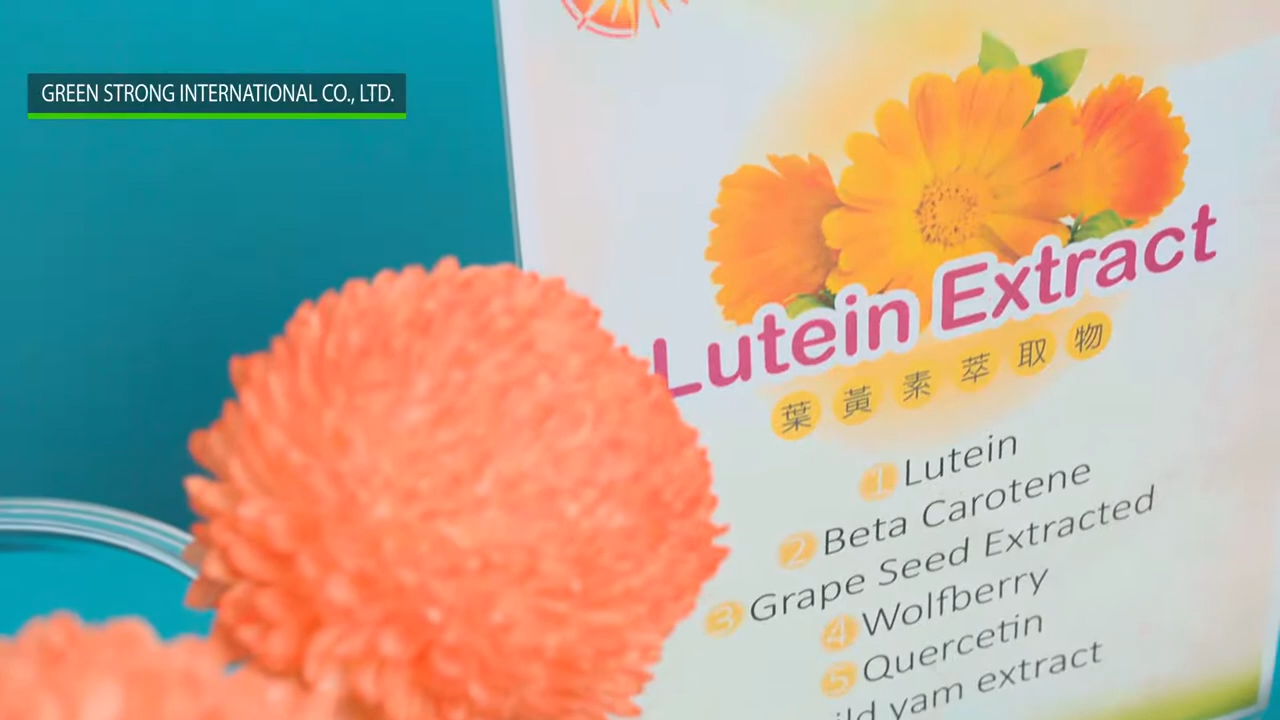 GREEN STRONG INTERNATIONAL CO., LTD.
Lutein Extract
葉黃素萃取物
1 Lutein
2 Beta Carotene
3 Grape Seed Extracted
4 Wolfberry
5 Quercetin
yam extract